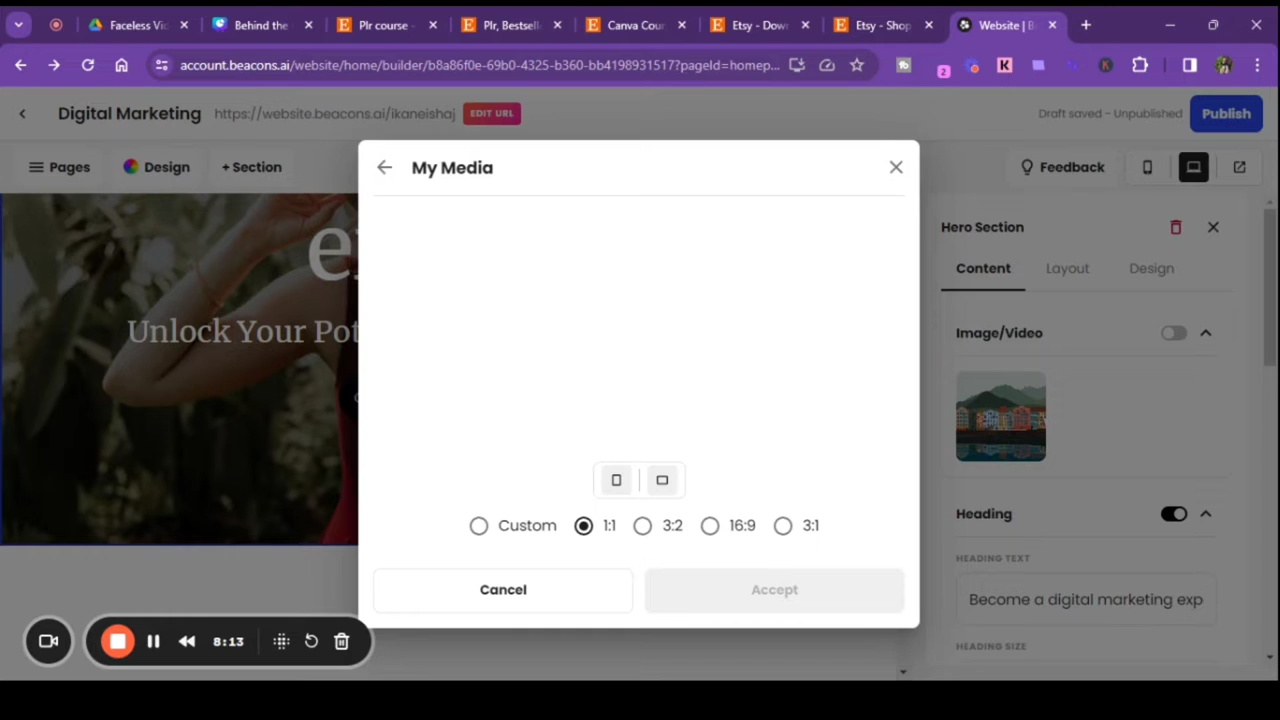 Faceless Vic
Behind the
Plr course -
Plr, Bestsell
Canva Cour
Etsy - Down
Etsy - Shop
Website | B
account.beacons.ai/website/home/builder/b8a86f0e-69b0-4325-b360-bb4198931517?pageId=homep...
2
K
K
Digital Marketing
https://website.beacons.ai/ikaneishaj
EDIT URL
Draft saved - Unpublished
Publish
Pages
Design
+ Section
Feedback
My Media
Hero Section
Content
Layout
Design
Image/Video
Unlock Your Pot
Custom
1:1
3:2
16:9
3:1
Heading
HEADING TEXT
Become a digital marketing exp
Cancel
Accept
HEADING SIZE
8:13